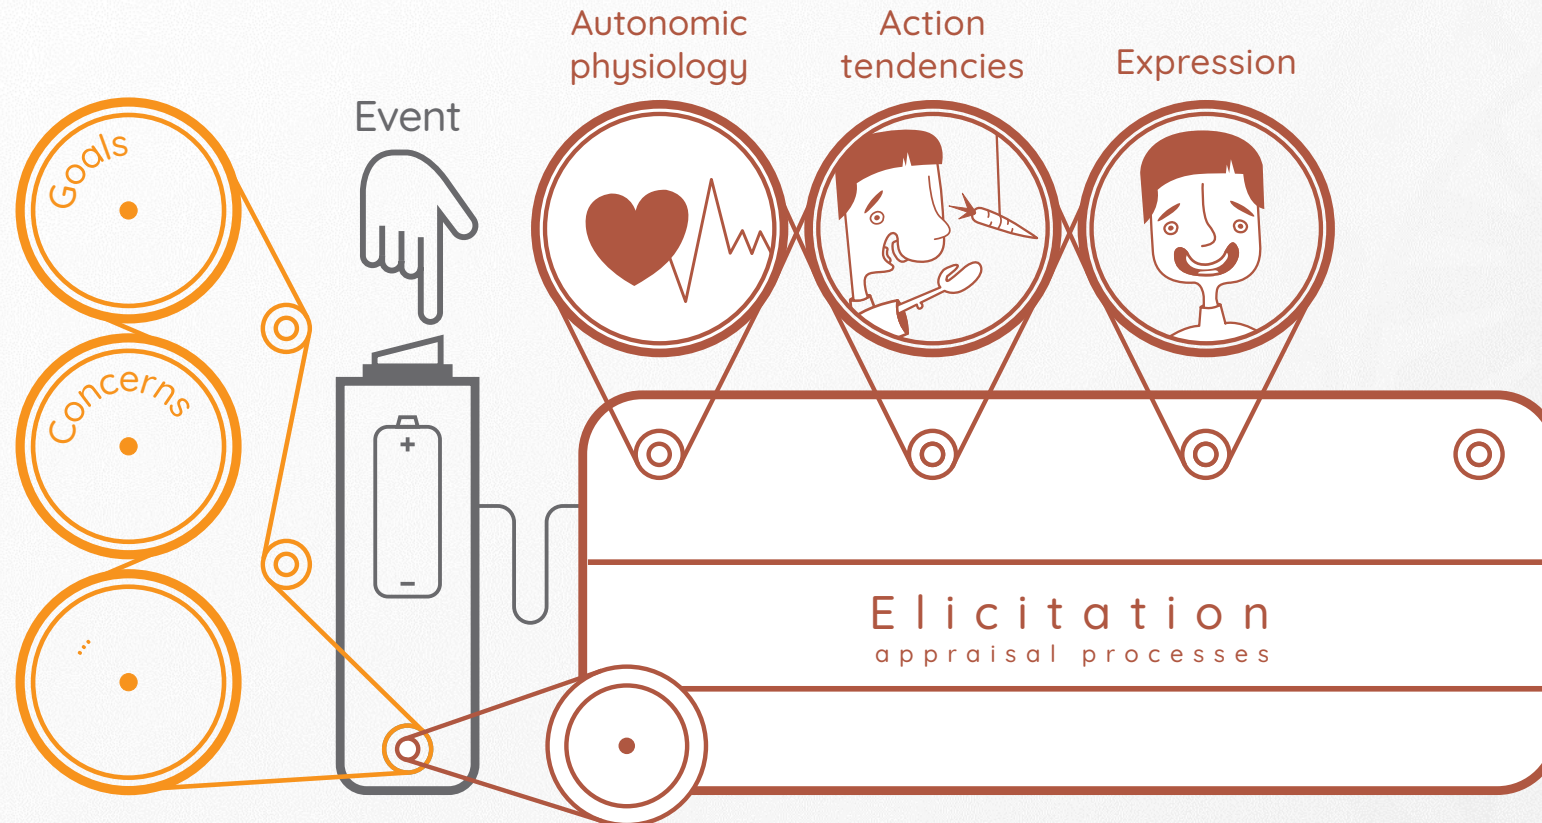 Autonomic
physiology
Action
tendencies
Expression
Event
Goals
Concerns
...
+
-
Elicitation
appraisal processes